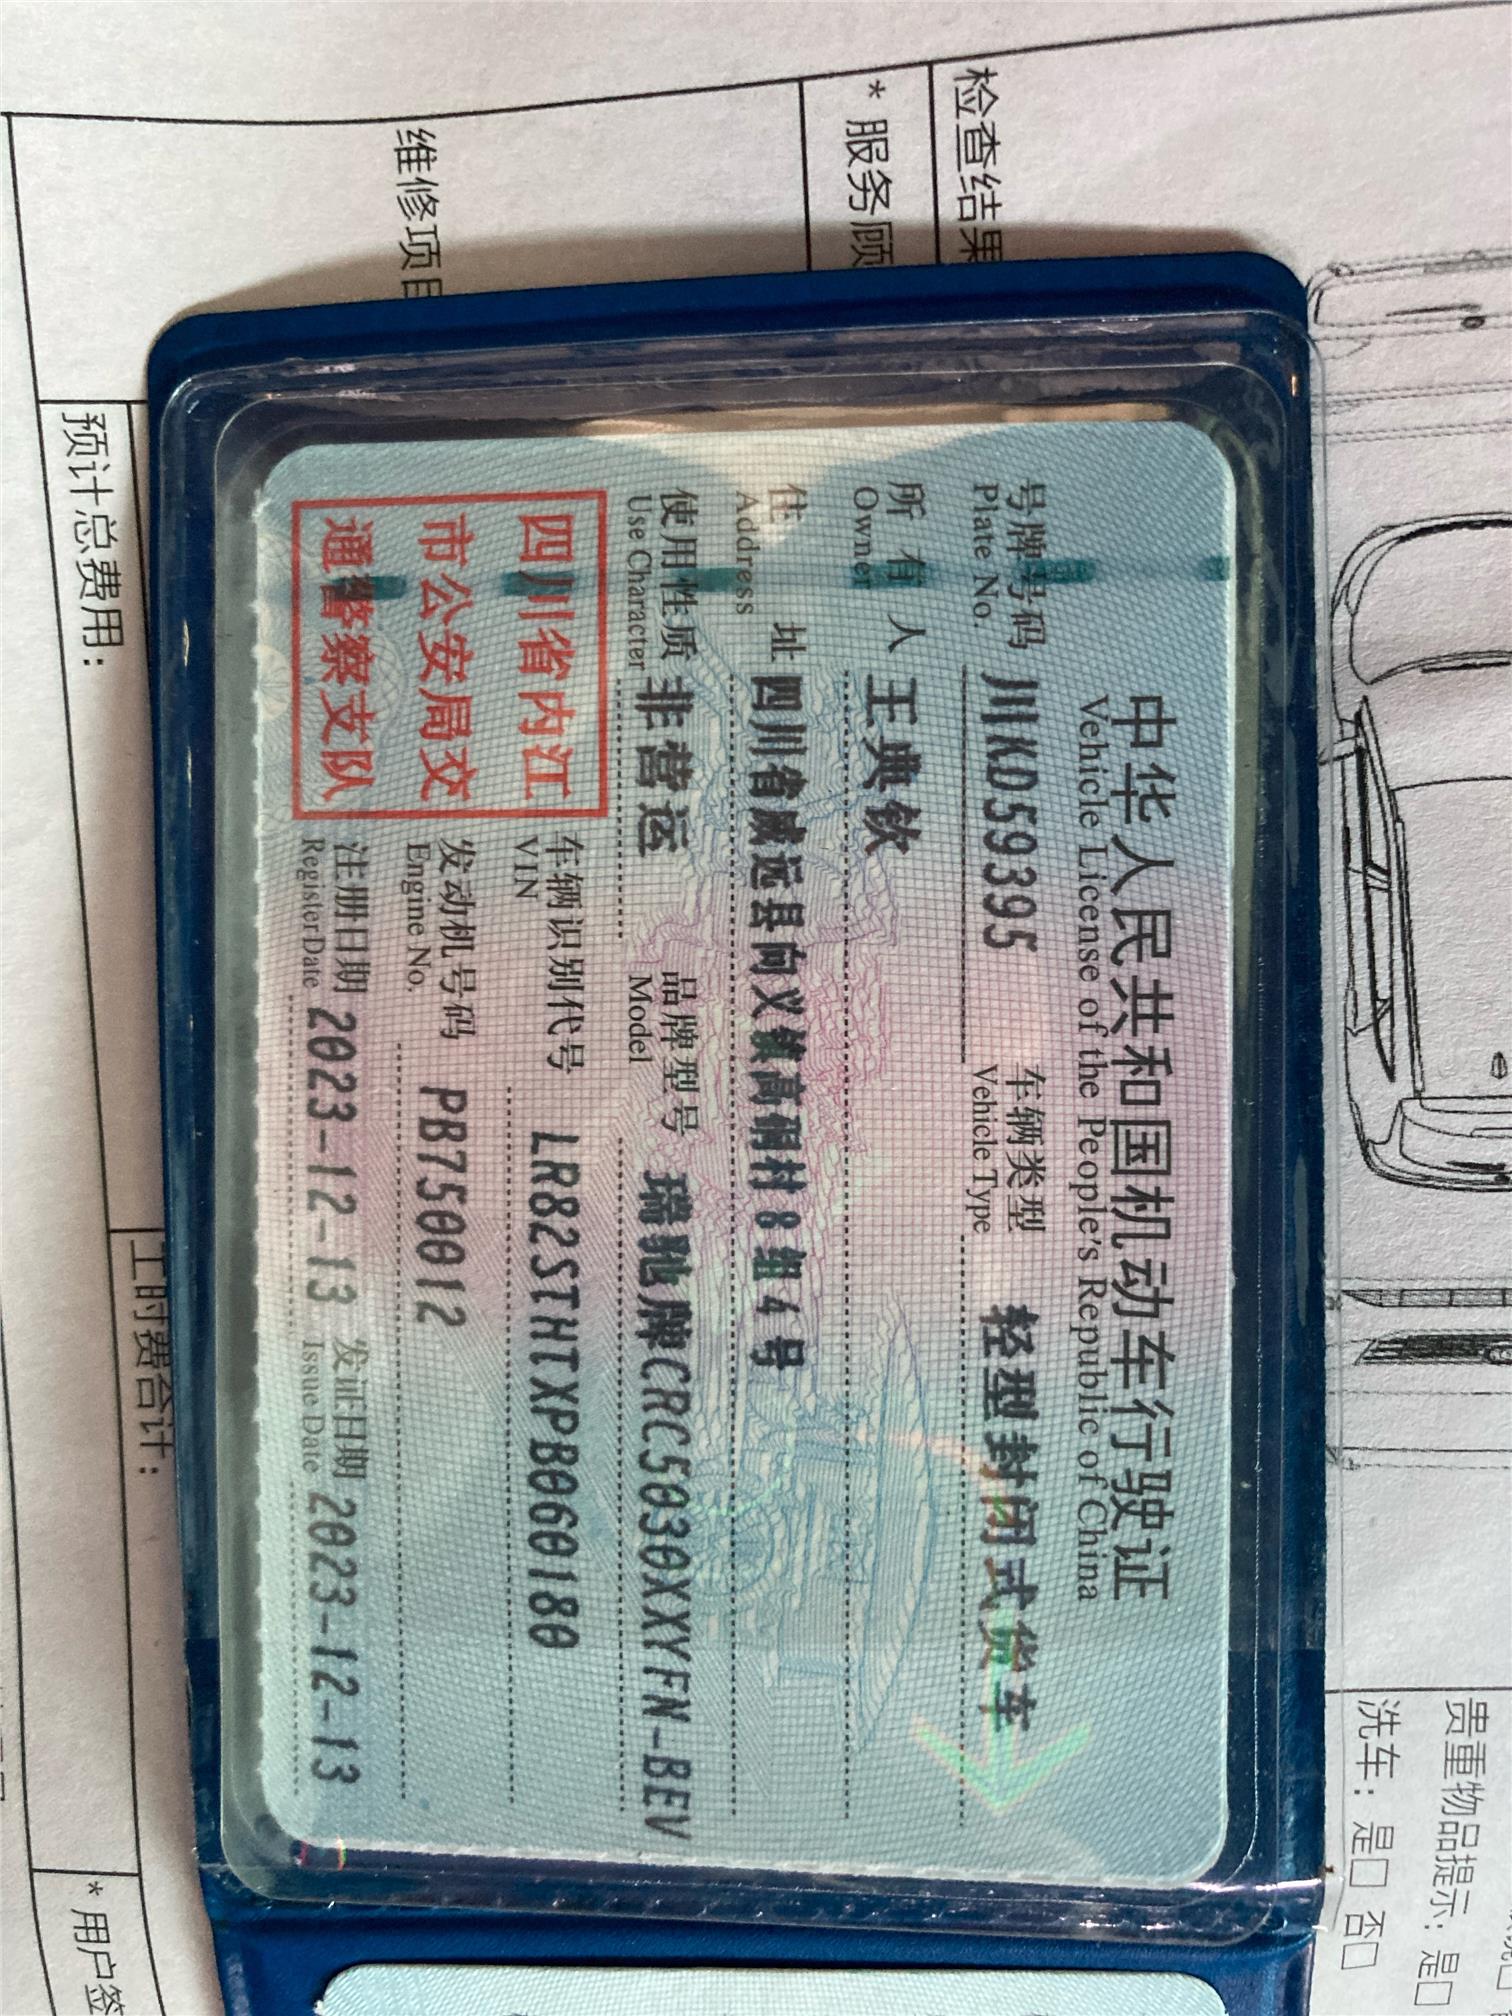 检查结果
* 服务顾
维修项目
预计总费用：
工时费合计：
* 用户签
贵重物品提示：是□
洗车：是□ 否□
中华人民共和国机动车行驶证
Vehicle License of the People's Republic of China
号牌号码 川KD59395 车辆类型 轻型封闭式货车
Plate No. Vehicle Type
所有人 王典钦
Owner
住址 四川省威远县向义镇高硐村8组4号
Address
使用性质 非营运 品牌型号 瑞驰牌CRC5030XXYFN-BEV
Use Character Model
四川省内江
市公安局交
通警察支队
车辆识别代号 LR82STHTXPB060180
VIN
发动机号码 PB750012
Engine No.
注册日期 2023-12-13 发证日期 2023-12-13
Register Date Issue Date